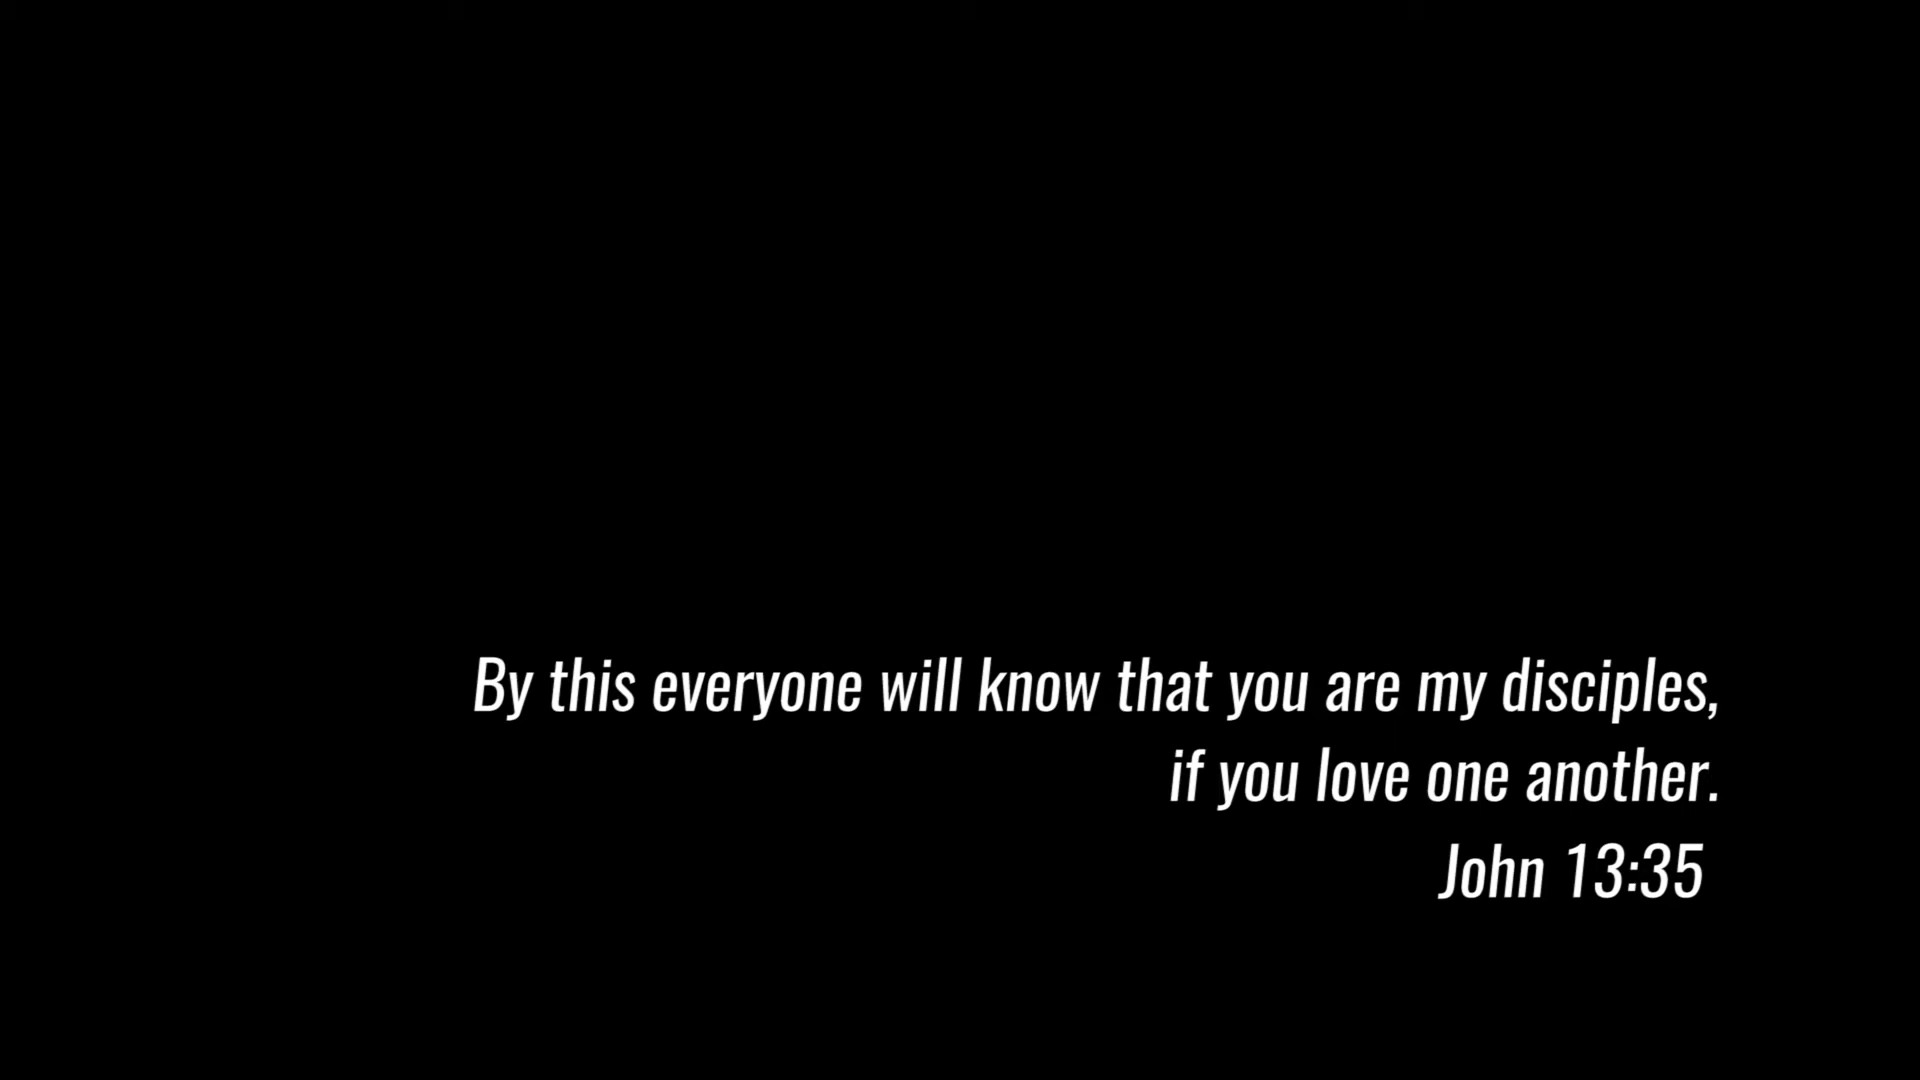 By this everyone will know that you are my disciples,
if you love one another.
John 13:35